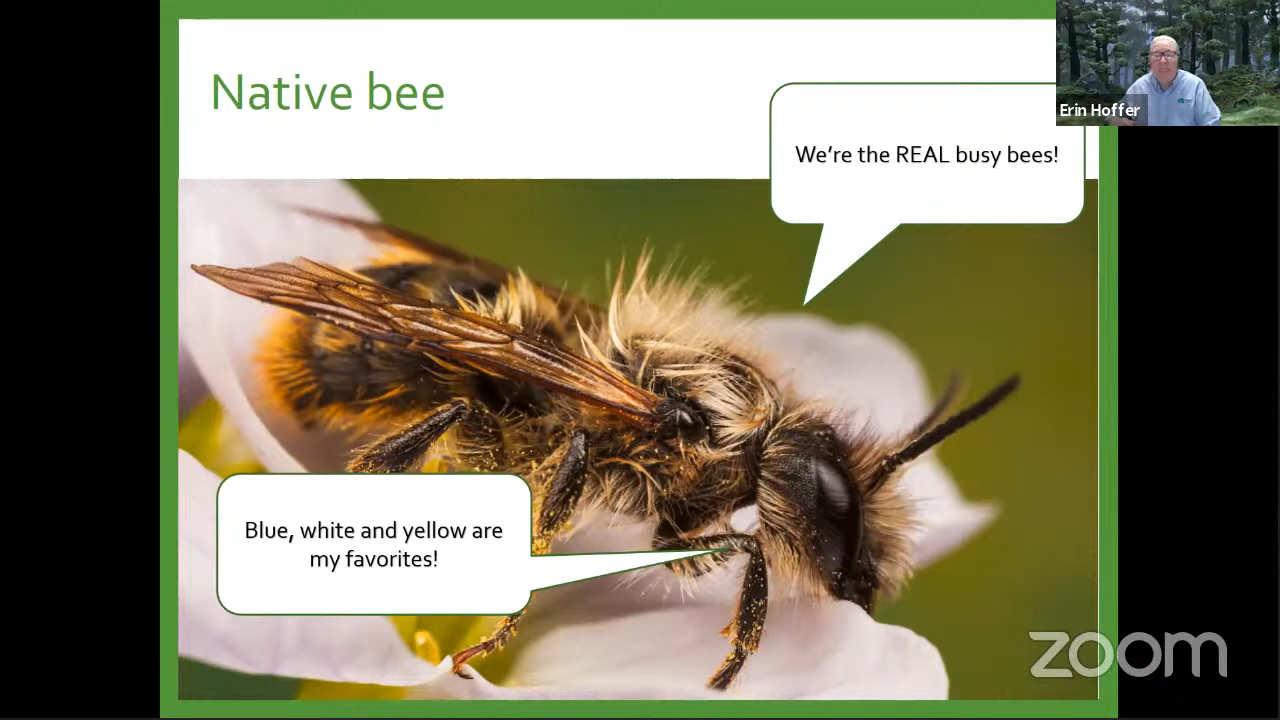 Native bee
We're the REAL busy bees!
Erin Hoffer
Blue, white and yellow are
my favorites!
zoom